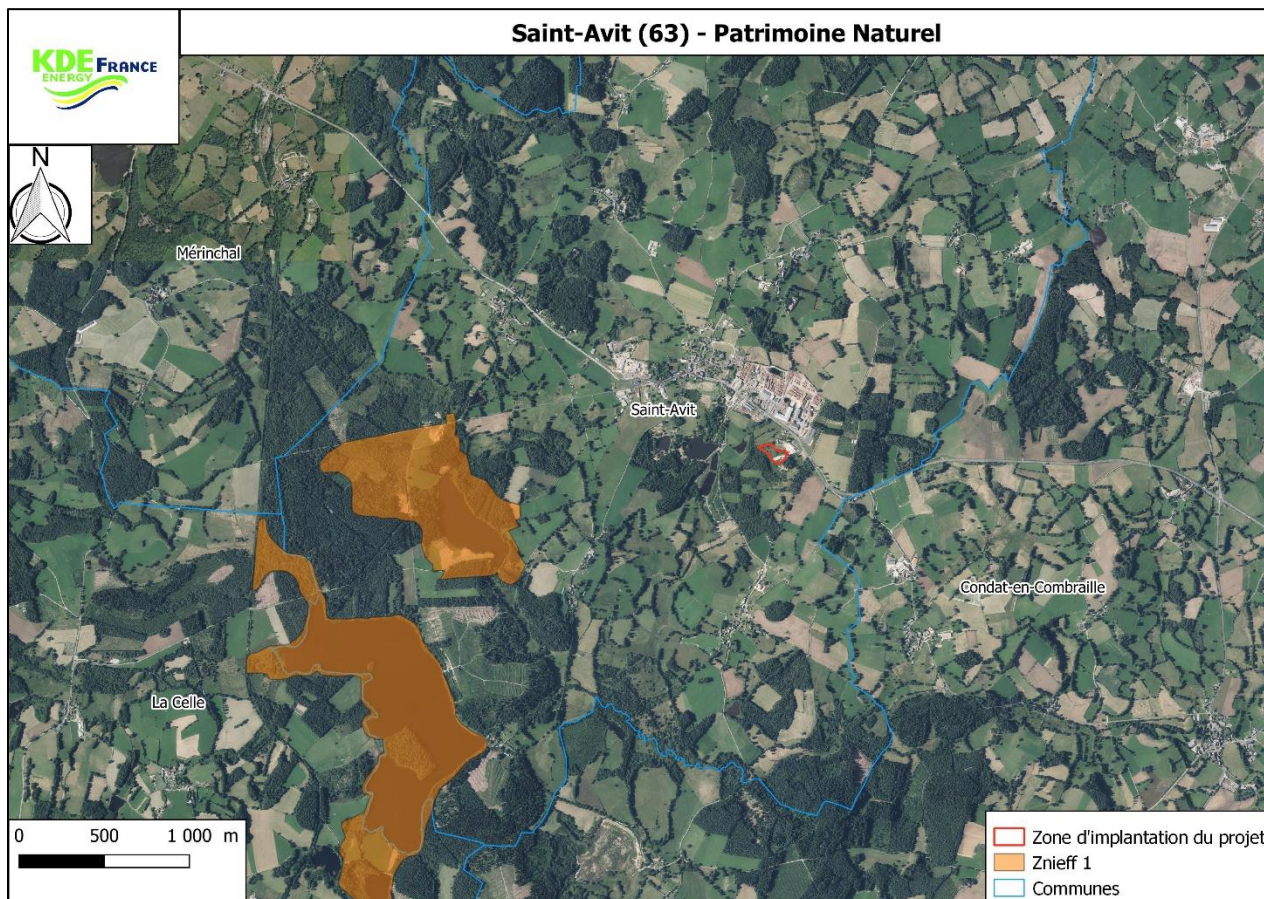 Saint-Avit (63) - Patrimoine Naturel
KDE FRANCE
ENERGY
N
Mérinchal
Saint-Avit
Condat-en-Combraille
La Celle
0 500 1 000 m
Zone d'implantation du projet
Znieff 1
Communes